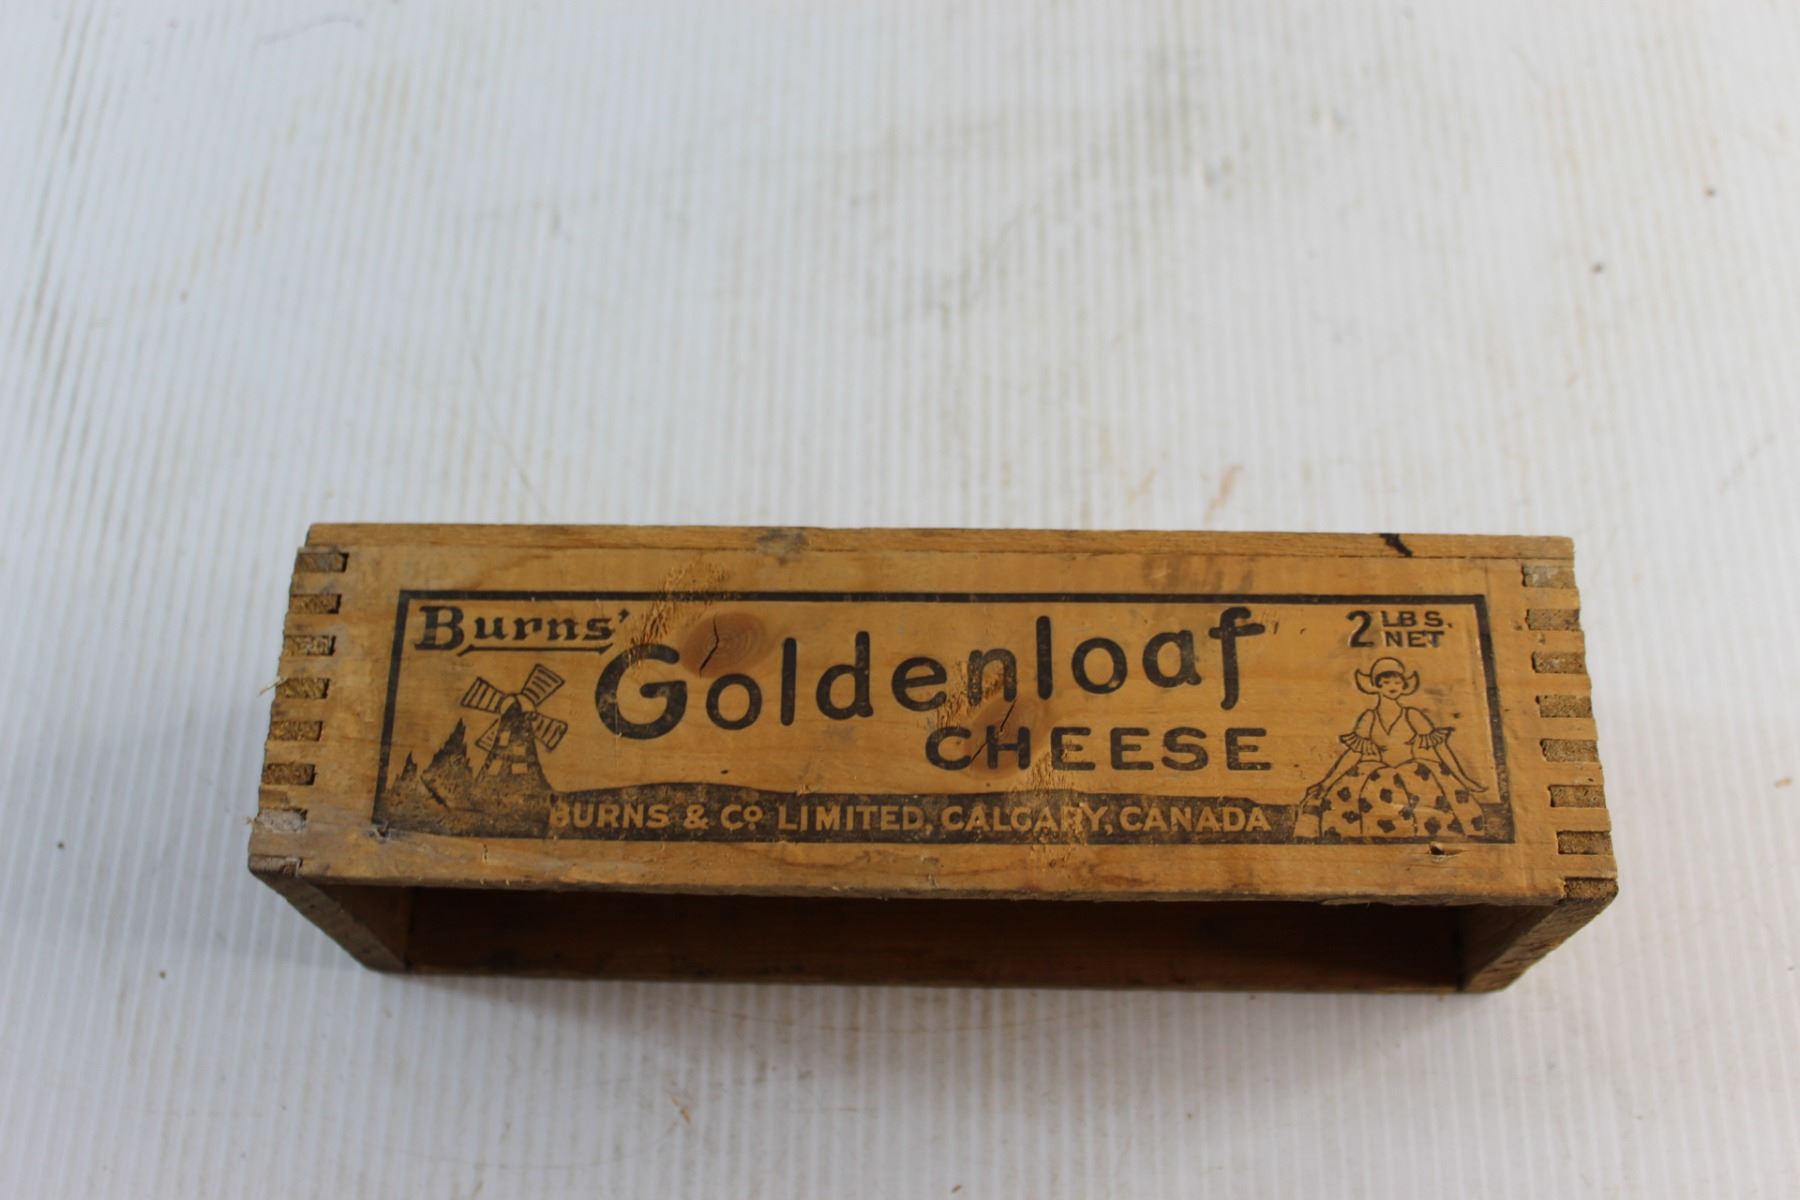 Burns'
Goldenloaf
CHEESE
2 LBS. NET
BURNS & Co LIMITED, CALGARY, CANADA